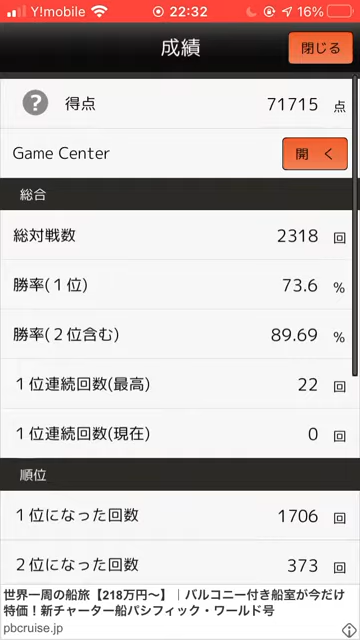 Y!mobile 22:32 16%
成績 閉じる
? 得点 71715 点
Game Center 開 く
総合
総対戦数 2318 回
勝率(１位) 73.6 %
勝率(２位含む) 89.69 %
１位連続回数(最高) 22 回
１位連続回数(現在) 0 回
順位
１位になった回数 1706 回
２位になった回数 373 回
世界一周の船旅【218万円〜】｜バルコニー付き船室が今だけ
特価！新チャーター船パシフィック・ワールド号
pbcruise.jp